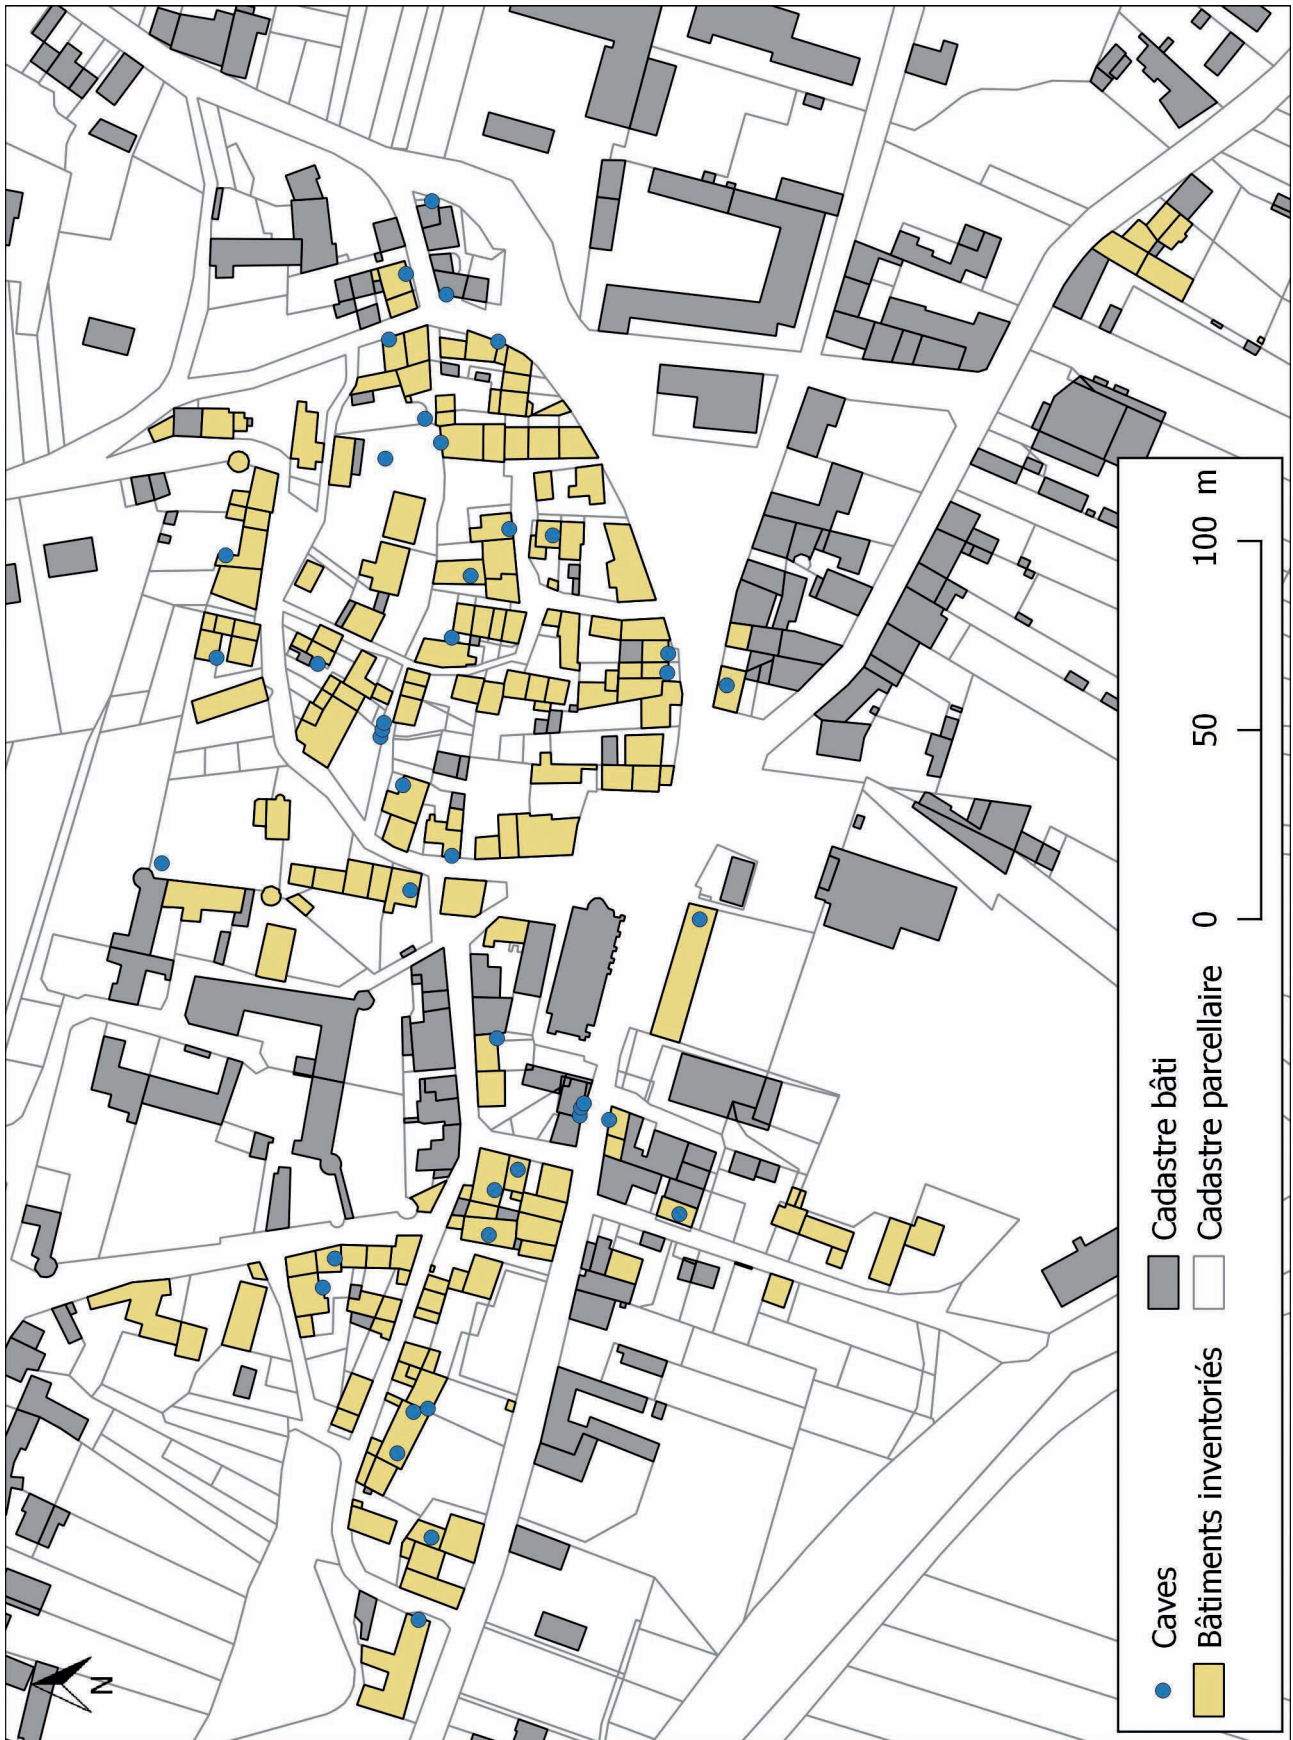 N
Caves
Bâtiments inventoriés
Cadastre bâti
Cadastre parcellaire
0 50 100 m